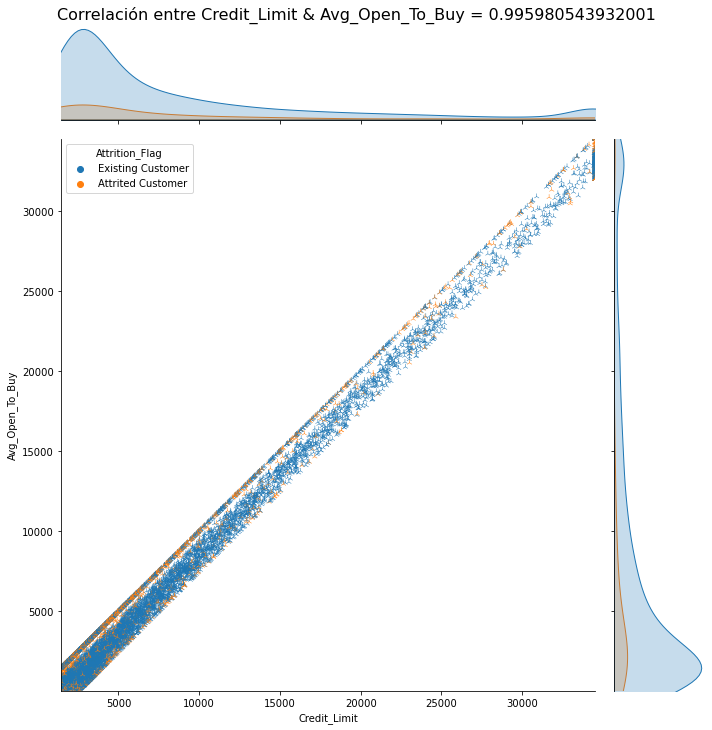 Correlación entre Credit_Limit & Avg_Open_To_Buy = 0.995980543932001
Attrition_Flag
Existing Customer
Attrited Customer
30000
25000
20000
15000
10000
5000
Avg_Open_To_Buy
5000 10000 15000 20000 25000 30000
Credit_Limit